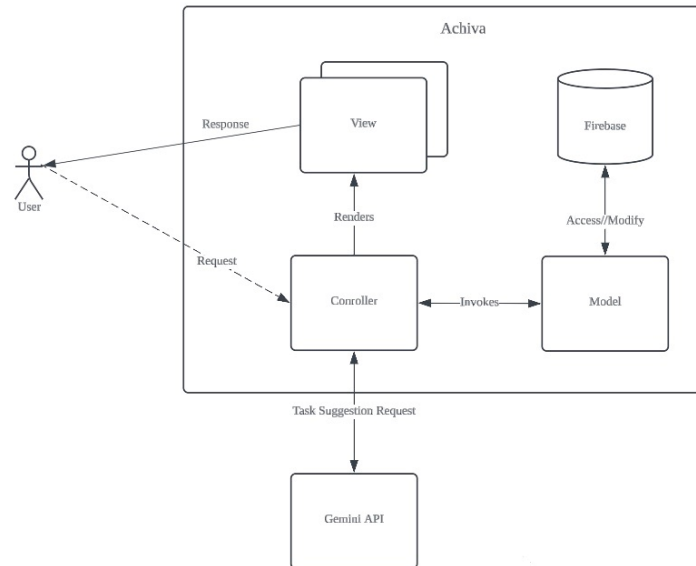 Achiva
View
Firebase
Response
User
Renders
Access//Modify
Request
Conroller
Invokes
Model
Task Suggestion Request
Gemini API